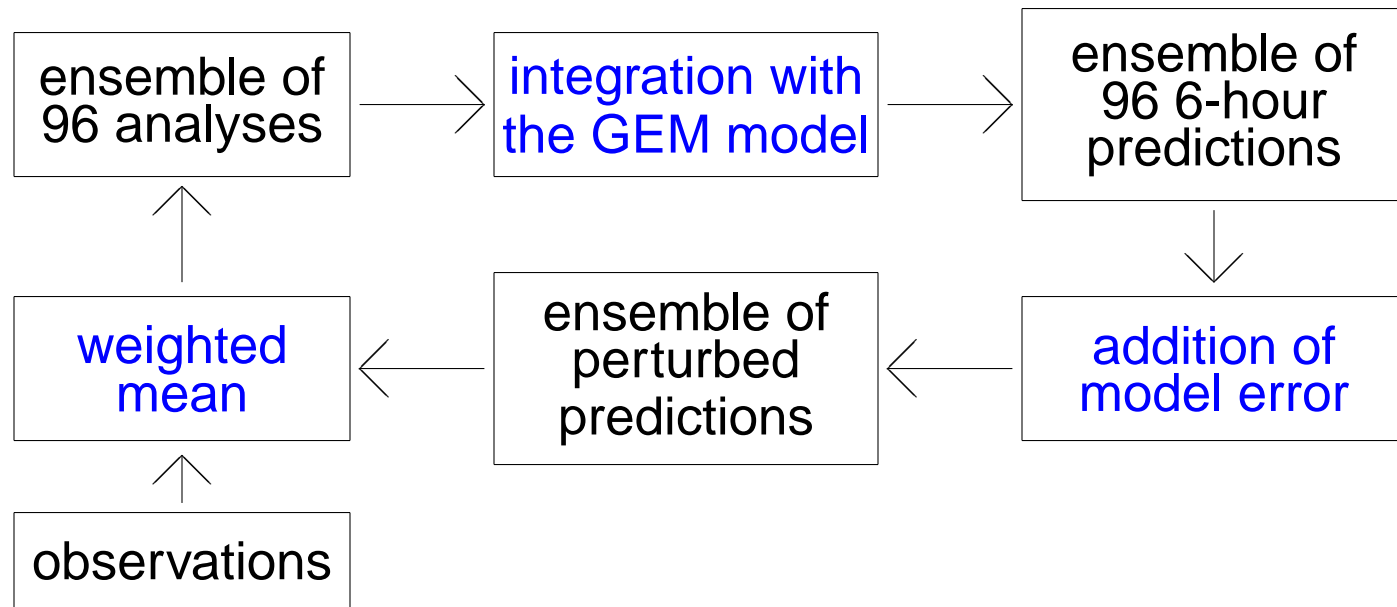 ensemble of
96 analyses
integration with
the GEM model
ensemble of
96 6-hour
predictions
weighted
mean
ensemble of
perturbed
predictions
addition of
model error
observations